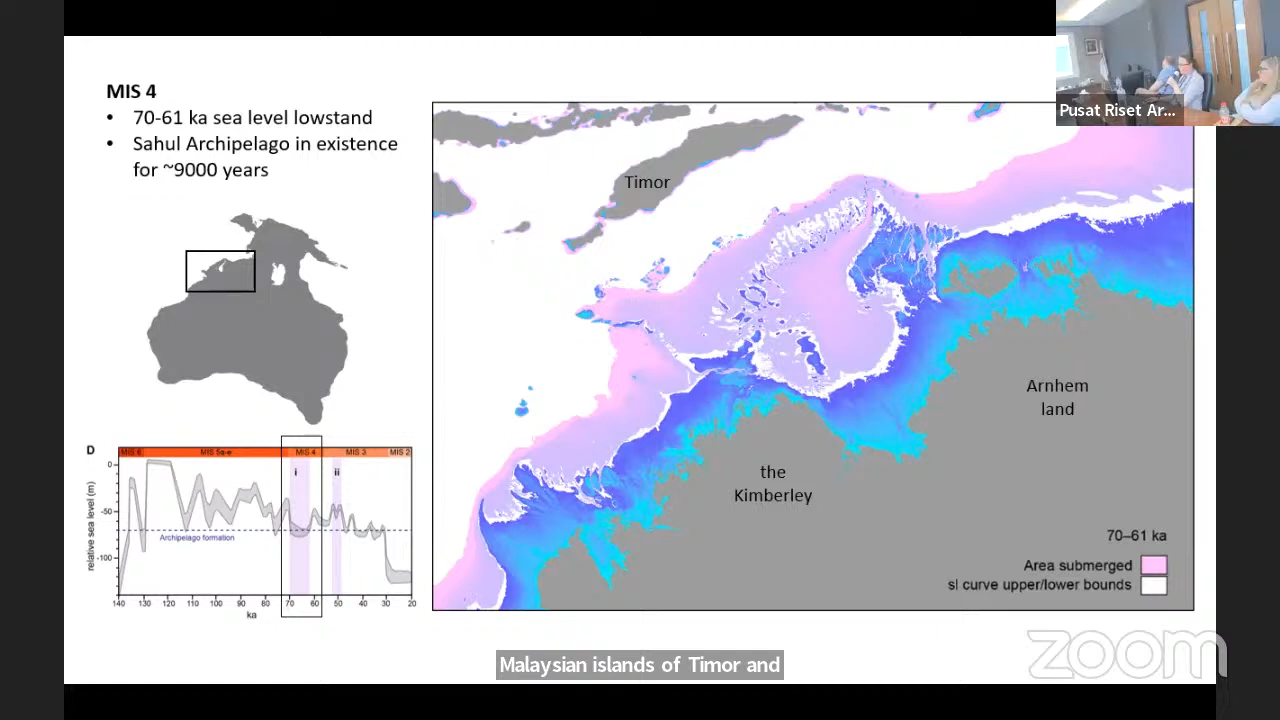 MIS 4
• 70-61 ka sea level lowstand
• Sahul Archipelago in existence
for ~9000 years
Pusat Riset Ar...
Timor
Arnhem
land
the
Kimberley
70–61 ka
Area submerged
sl curve upper/lower bounds
D
MIS 6
MIS 5a-e
MIS 4
MIS 3
MIS 2
i
ii
0
-50
-100
relative sea level (m)
Archipelago formation
140 130 120 110 100 90 80 70 60 50 40 30 20
ka
Malaysian islands of Timor and
zoom